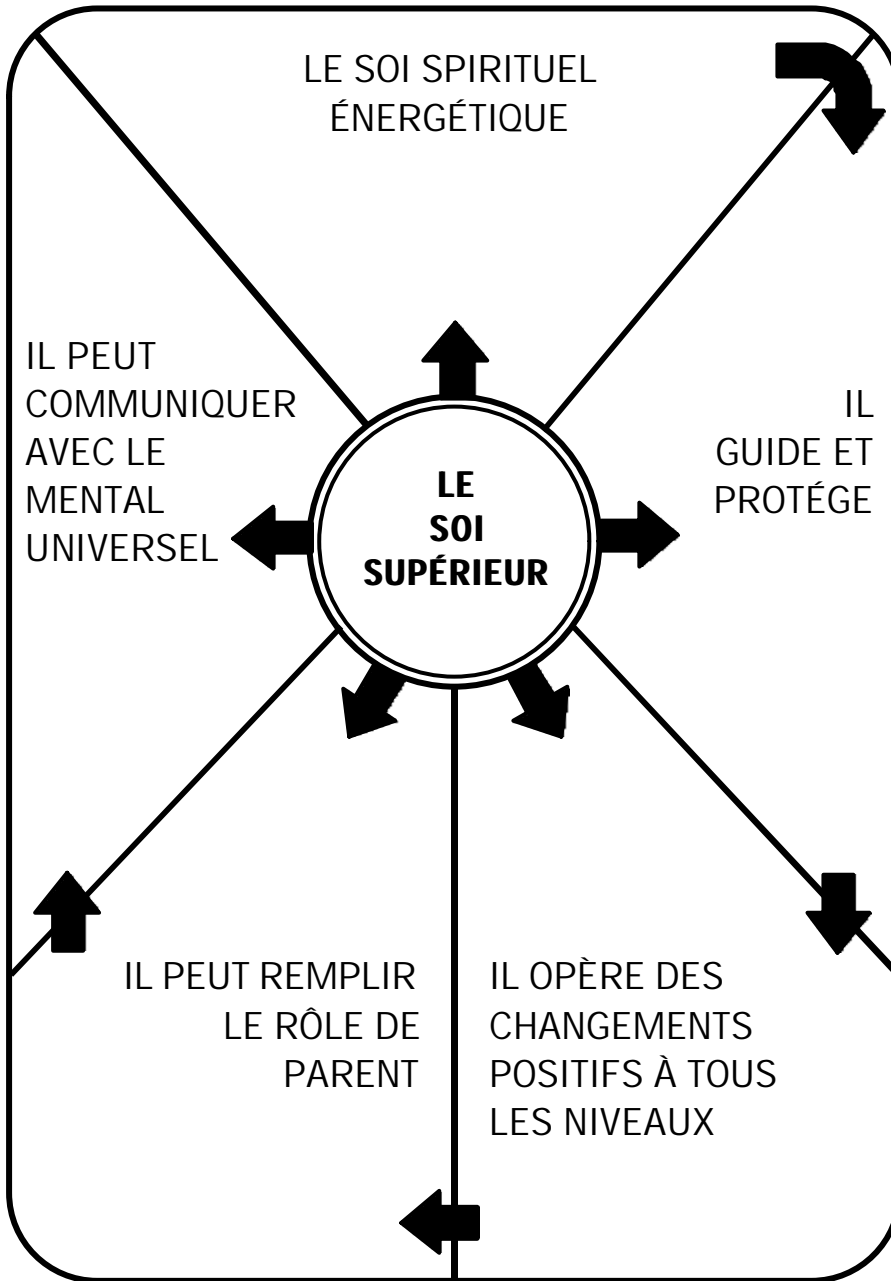 LE SOI SPIRITUEL
ÉNERGÉTIQUE
IL PEUT
COMMUNIQUER
AVEC LE
MENTAL
UNIVERSEL
LE
SOI
SUPÉRIEUR
IL
GUIDE ET
PROTÉGE
IL PEUT REMPLIR
LE RÔLE DE
PARENT
IL OPÈRE DES
CHANGEMENTS
POSITIFS À TOUS
LES NIVEAUX